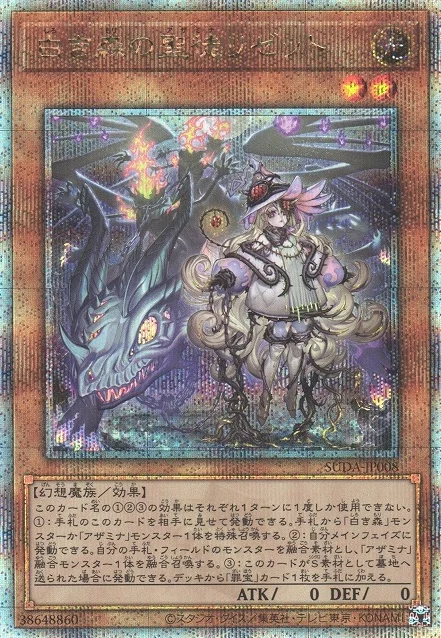 白き森の聖徒リゼット
SUDA-JP008
【幻想魔族／効果】
このカード名の①②③の効果はそれぞれ1ターンに1度しか使用できない。
①：手札のこのカードを相手に見せて発動できる。手札から「白き森」モン
スターか「アザミナ」モンスター1体を特殊召喚する。②：自分メインフェイズに
発動できる。自分の手札・フィールドのモンスターを融合素材とし、「アザミナ」
融合モンスター1体を融合召喚する。③：このカードがS素材として墓地へ
送られた場合に発動できる。デッキから「罪宝」カード1枚を手札に加える。
ATK/ 0 DEF/ 0
38648860
©スタジオ・ダイス/集英社・テレビ東京・KONAMI